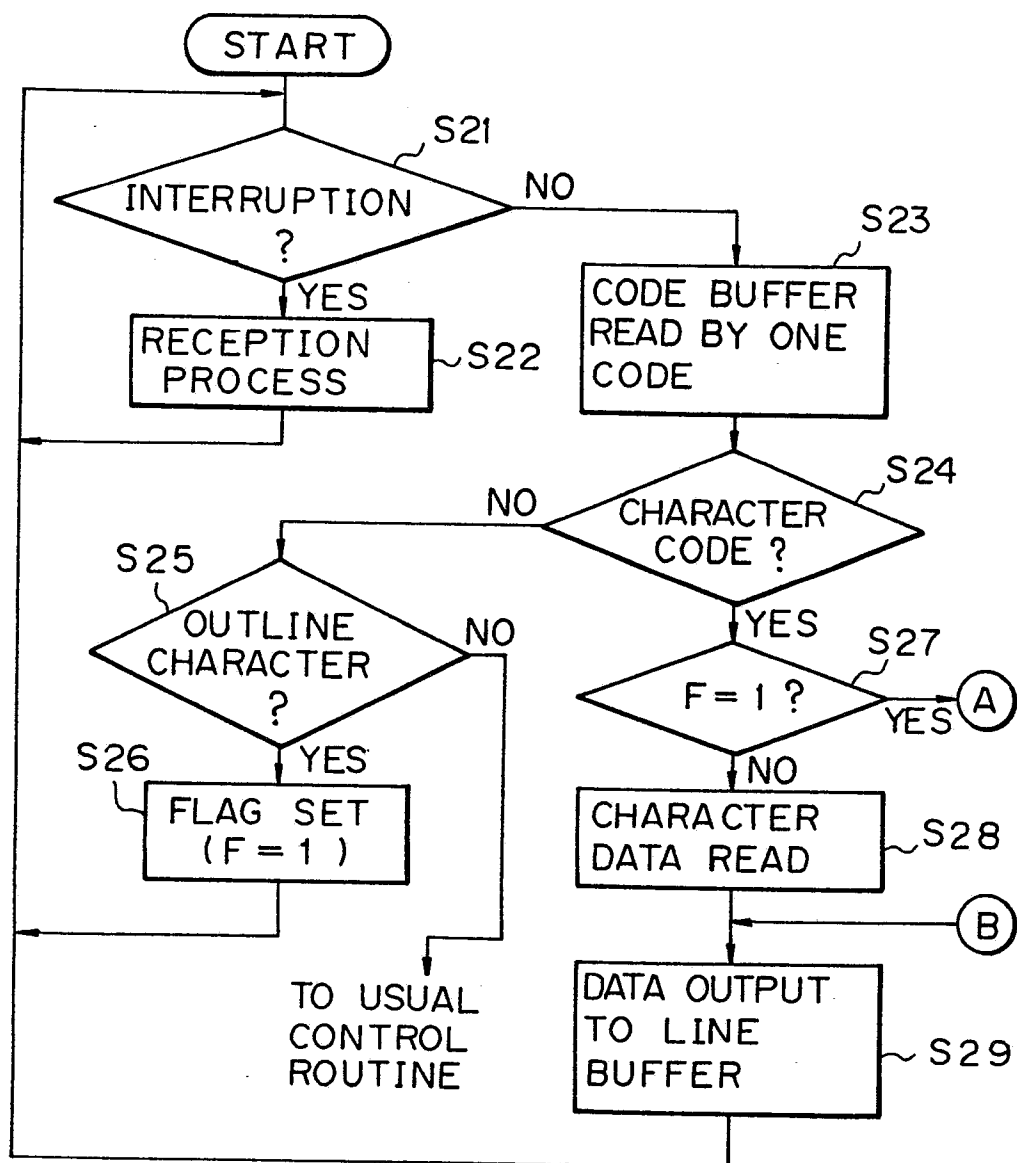 START
S21
INTERRUPTION
?
NO
YES
S23
CODE BUFFER
READ BY ONE
CODE
RECEPTION
PROCESS
S22
S24
NO
CHARACTER
CODE ?
YES
S25
OUTLINE
CHARACTER
?
NO
YES
S27
F = 1 ?
YES
A
NO
S26
FLAG SET
( F = 1 )
CHARACTER
DATA READ
S28
B
TO USUAL
CONTROL
ROUTINE
DATA OUTPUT
TO LINE
BUFFER
S29